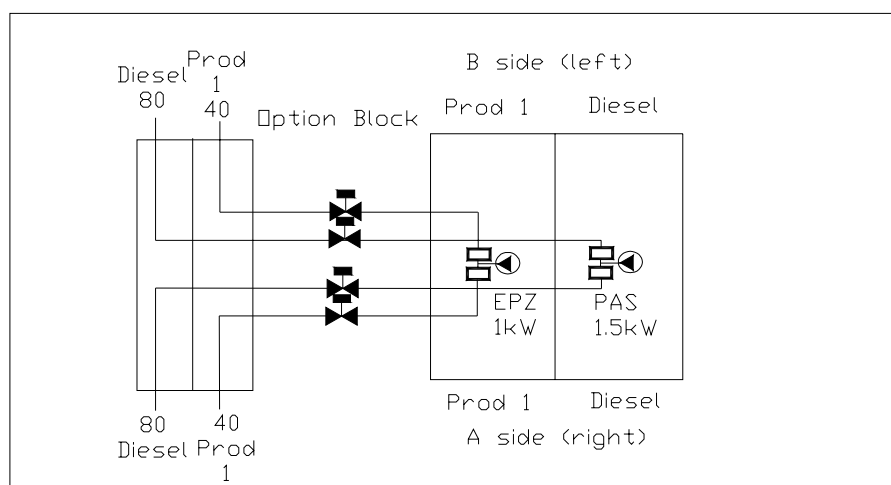 B side (left)
Diesel
80
Prod
1
40
Option Block
Prod 1
Diesel
EPZ
1kW
PAS
1.5kW
80
Diesel
40
Prod
1
Prod 1
Diesel
A side (right)